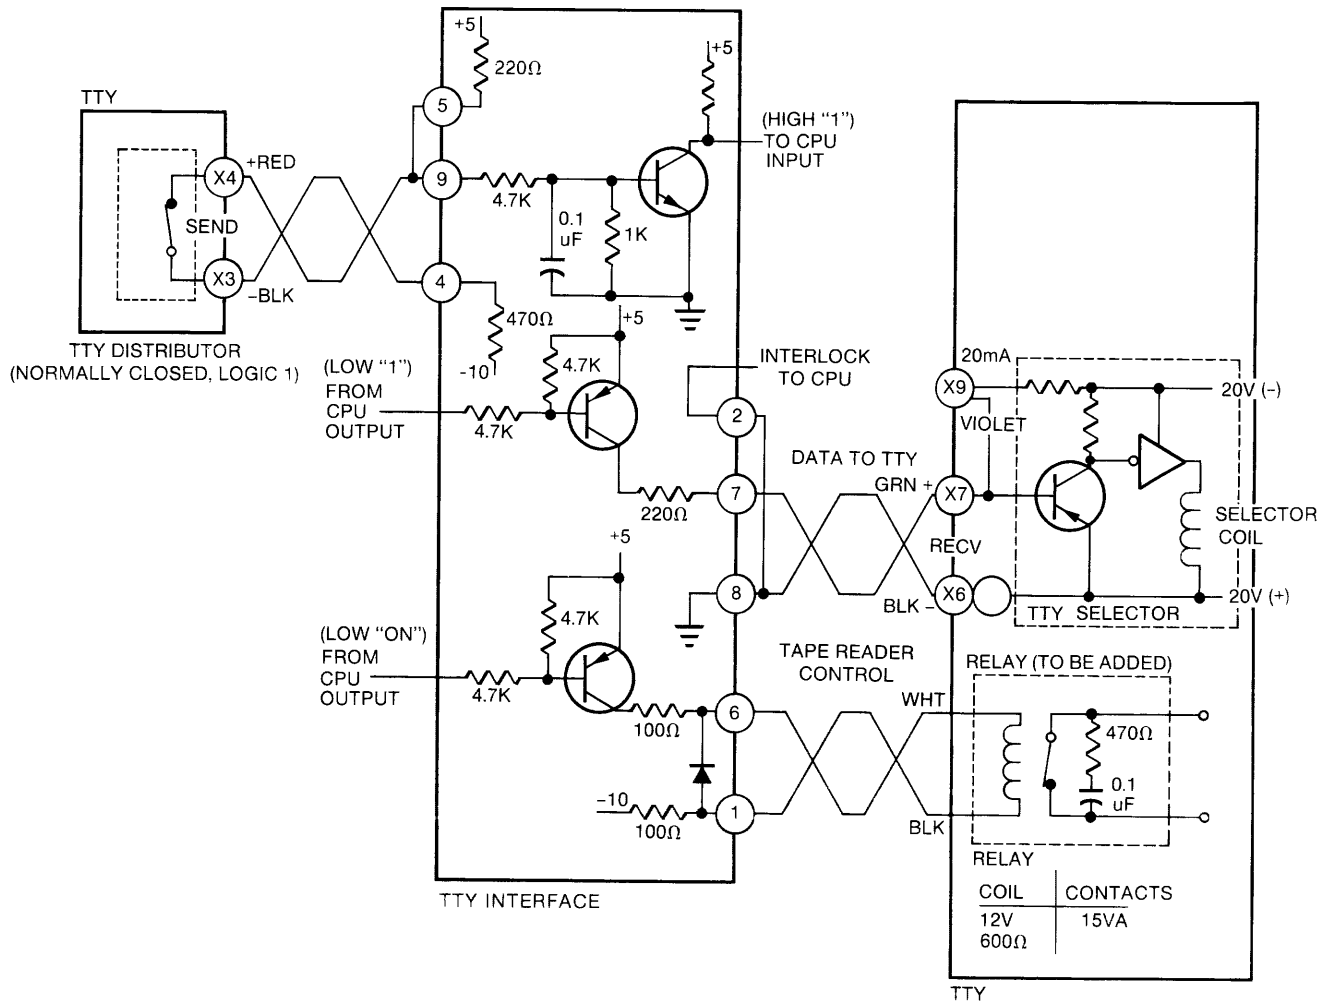 TTY
X4
+RED
SEND
X3
–BLK
TTY DISTRIBUTOR
(NORMALLY CLOSED, LOGIC 1)
+5
220Ω
5
9
4.7K
0.1
uF
1K
+5
(HIGH “1”)
TO CPU
INPUT
4
470Ω
-10
(LOW “1”)
FROM
CPU
OUTPUT
4.7K
+5
4.7K
220Ω
INTERLOCK
TO CPU
2
7
8
DATA TO TTY
GRN +
BLK –
(LOW “ON”)
FROM
CPU
OUTPUT
4.7K
+5
4.7K
100Ω
6
–10
100Ω
1
TTY INTERFACE
TAPE READER
CONTROL
WHT
BLK
20mA
X9
VIOLET
X7
RECV
X6
20V (–)
SELECTOR
COIL
20V (+)
TTY SELECTOR
RELAY (TO BE ADDED)
470Ω
0.1
uF
RELAY
COIL
CONTACTS
12V
15VA
600Ω
TTY